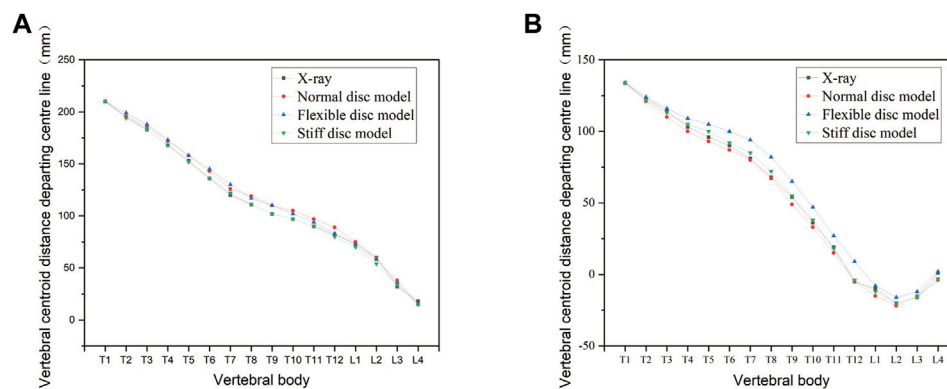 A
Vertebral centroid distance departing centre line (mm)
250
200
150
100
50
0
X-ray
Normal disc model
Flexible disc model
Stiff disc model
T1 T2 T3 T4 T5 T6 T7 T8 T9 T10 T11 T12 L1 L2 L3 L4
Vertebral body
B
Vertebral centroid distance departing centre line (mm)
150
100
50
0
-50
X-ray
Normal disc model
Flexible disc model
Stiff disc model
T1 T2 T3 T4 T5 T6 T7 T8 T9 T10 T11 T12 L1 L2 L3 L4
Vertebral body